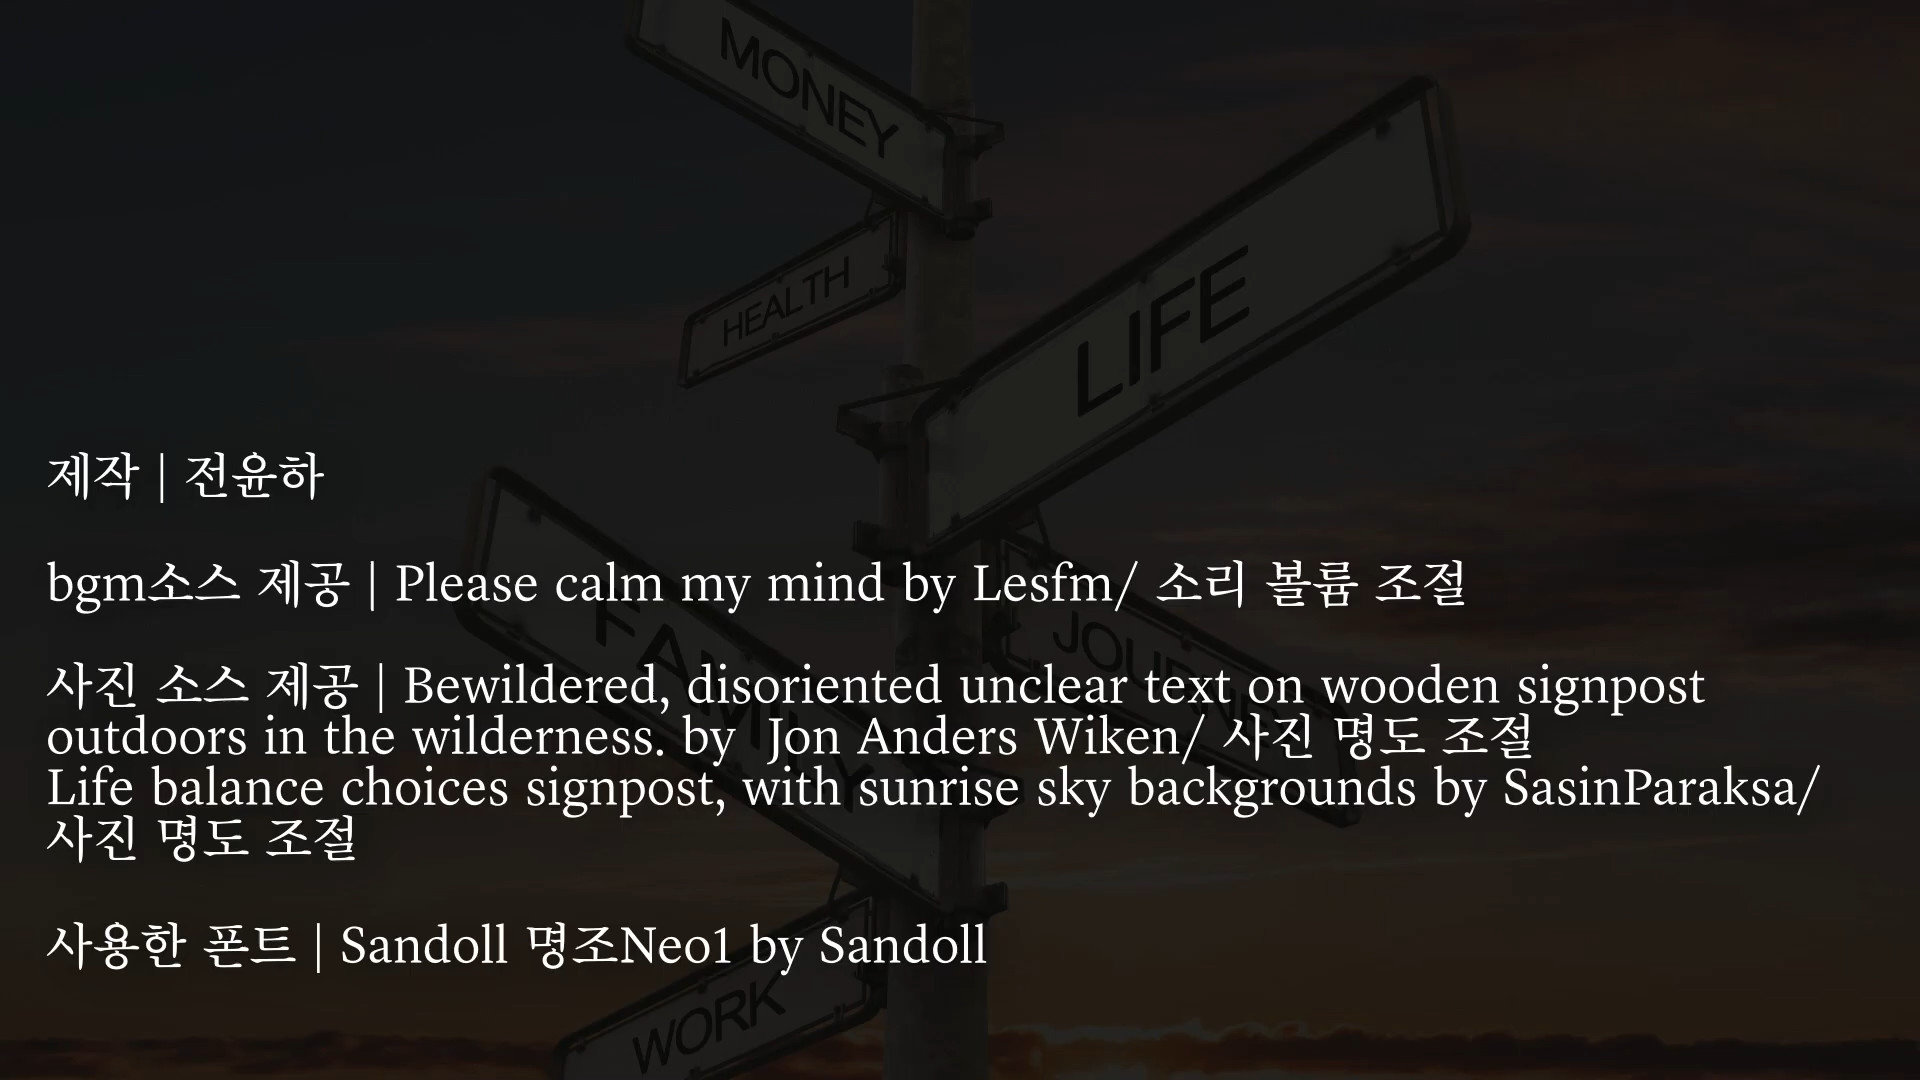 MONEY
HEALTH
LIFE
제작 | 전윤하
bgm소스 제공 | Please calm my mind by Lesfm/ 소리 볼륨 조절
FAMILY
JOURNEY
사진 소스 제공 | Bewildered, disoriented unclear text on wooden signpost
outdoors in the wilderness. by Jon Anders Wiken/ 사진 명도 조절
Life balance choices signpost, with sunrise sky backgrounds by SasinParaksa/
사진 명도 조절
사용한 폰트 | Sandoll 명조Neo1 by Sandoll
WORK